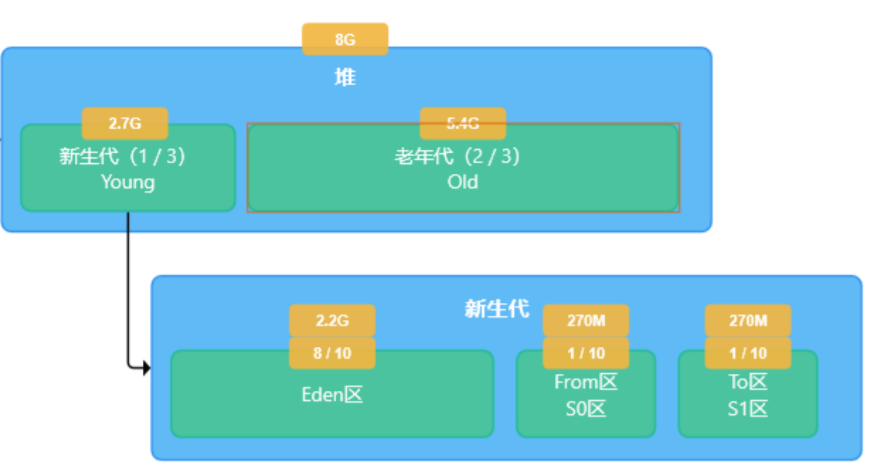 8G
堆
2.7G
5.4G
新生代（1 / 3）
Young
老年代（2 / 3）
Old
新生代
2.2G
270M
270M
8 / 10
1 / 10
1 / 10
Eden区
From区
S0区
To区
S1区